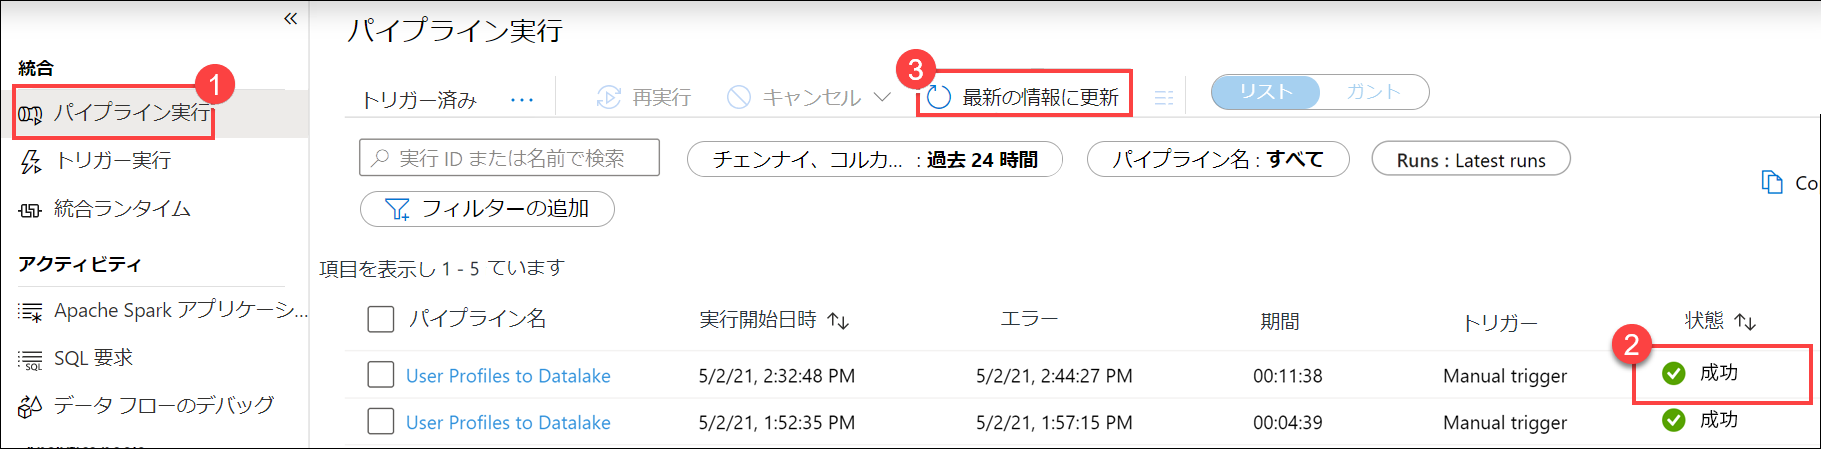 «
統合
1
パイプライン実行
トリガー実行
統合ランタイム
アクティビティ
Apache Spark アプリケーシ...
SQL 要求
データ フローのデバッグ
パイプライン実行
トリガー済み ... 再実行 キャンセル 3 最新の情報に更新 リスト ガント
実行 ID または名前で検索 チェンナイ、コルカ... : 過去 24 時間 パイプライン名 : すべて Runs : Latest runs
Co
フィルターの追加
項目を表示し 1 - 5 ています
パイプライン名 実行開始日時 ↑↓ エラー 期間 トリガー 状態 ↑↓
2
User Profiles to Datalake 5/2/21, 2:32:48 PM 5/2/21, 2:44:27 PM 00:11:38 Manual trigger 成功
User Profiles to Datalake 5/2/21, 1:52:35 PM 5/2/21, 1:57:15 PM 00:04:39 Manual trigger 成功